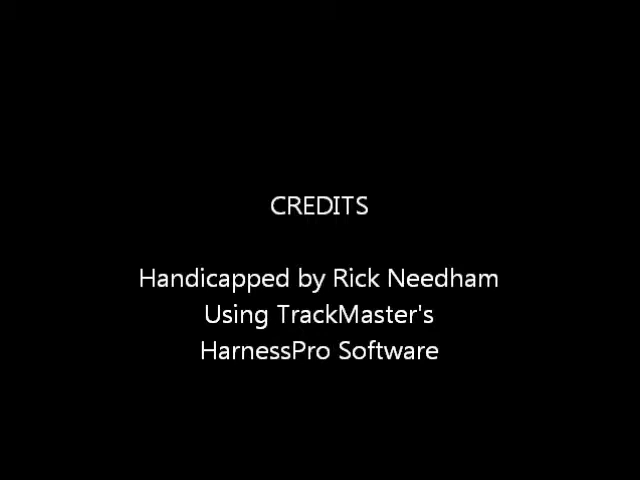 CREDITS
Handicapped by Rick Needham
Using TrackMaster's
HarnessPro Software